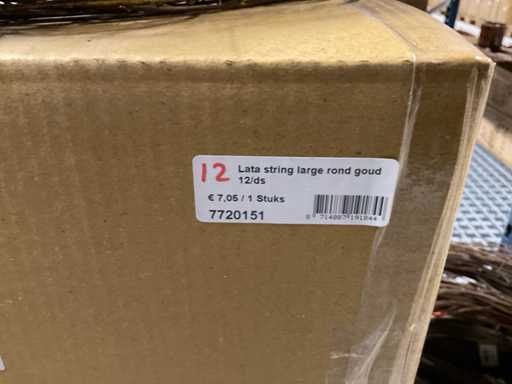 12 Lata string large rond goud
12/ds
€ 7,05 / 1 Stuks
7720151